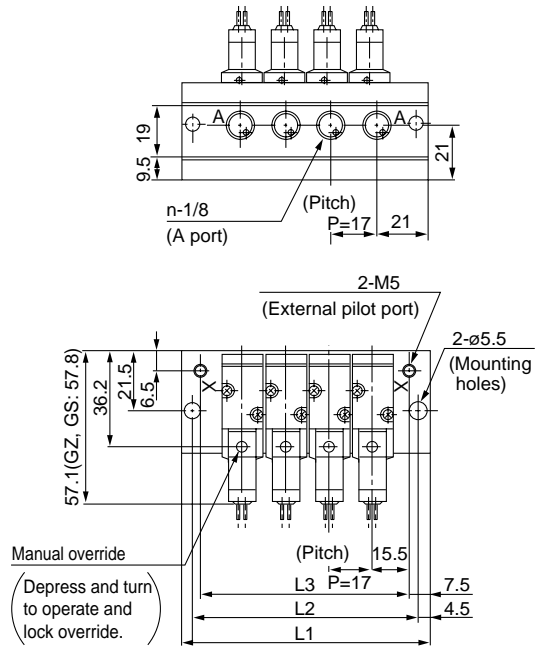 A
A
19
9.5
21
n-1/8
(A port)
(Pitch)
P=17
21
2-M5
(External pilot port)
2-ø5.5
(Mounting
holes)
57.1(GZ, GS: 57.8)
36.2
21.5
6.5
X
X
Manual override
(Depress and turn
to operate and
lock override.)
(Pitch)
P=17
15.5
L3
7.5
L2
4.5
L1